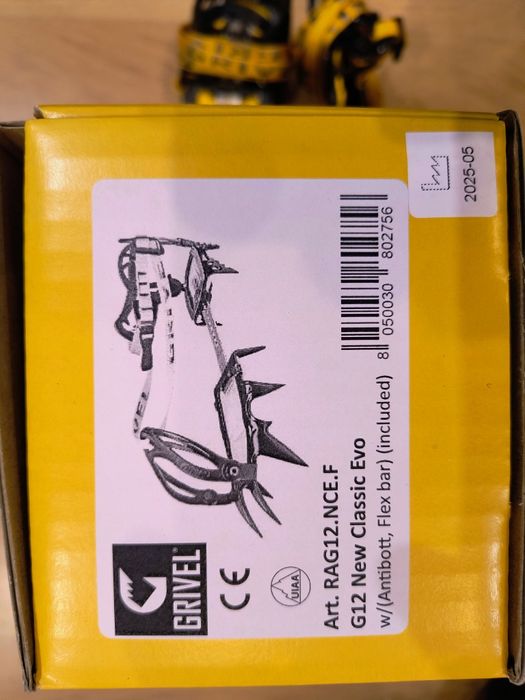 GRIVEL®
CE
UIAA
Art. RAG12.NCE.F
G12 New Classic Evo
w/(Antibott, Flex bar) (included)
8 050030 802756
2025-05